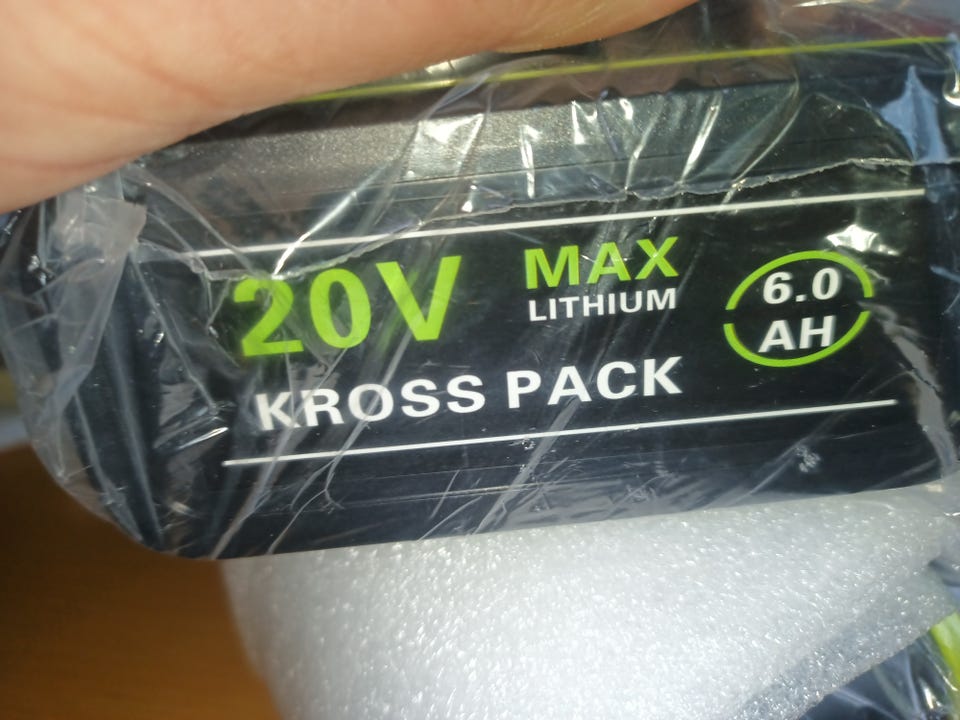 20V MAX
LITHIUM
6.0
AH
KROSS PACK